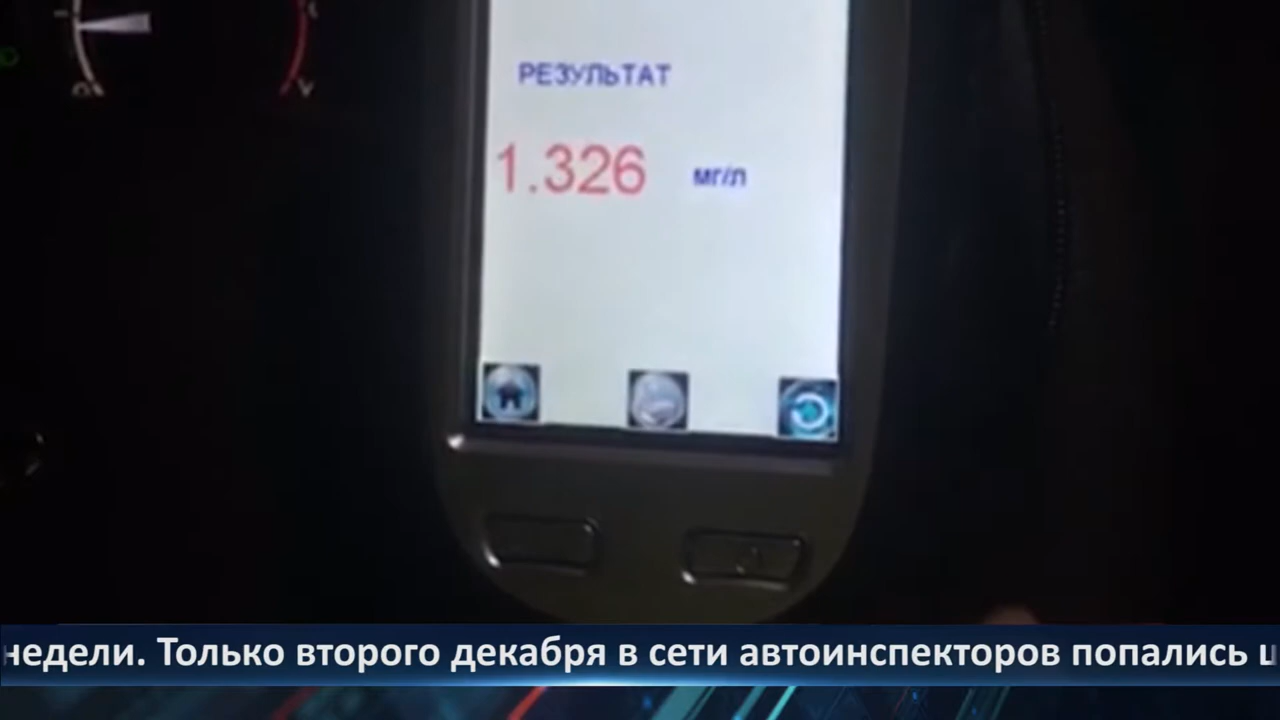 РЕЗУЛЬТАТ
1.326 мг/л
недели. Только второго декабря в сети автоинспекторов попались